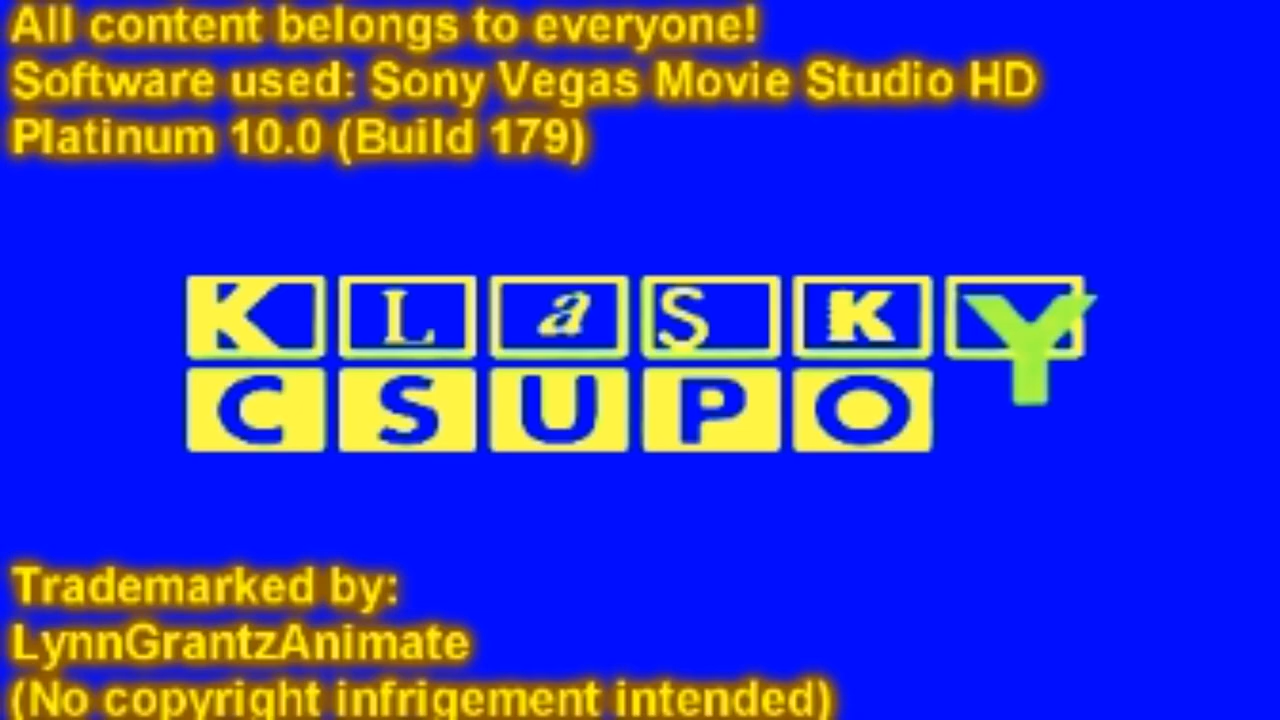 All content belongs to everyone!
Software used: Sony Vegas Movie Studio HD
Platinum 10.0 (Build 179)
KLaSKY
CSUPO
Trademarked by:
LynnGrantzAnimate
(No copyright infrigement intended)